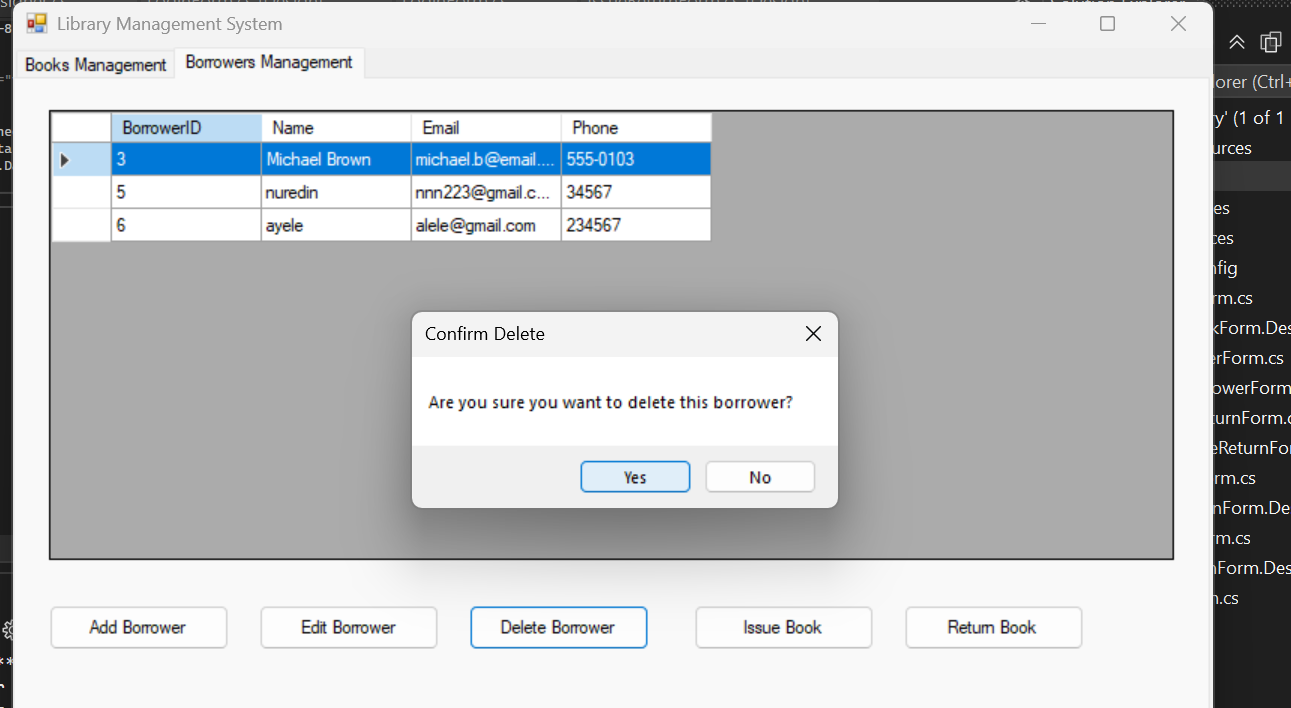 Library Management System
Books Management
Borrowers Management
BorrowerID Name Email Phone
3 Michael Brown michael.b@email.... 555-0103
5 nuredin nnn223@gmail.c... 34567
6 ayele alele@gmail.com 234567
Confirm Delete
Are you sure you want to delete this borrower?
Yes No
Add Borrower Edit Borrower Delete Borrower Issue Book Return Book
lorer (Ctrl+
ry' (1 of 1
urces
es
ces
nfig
rm.cs
kForm.Des
erForm.cs
owerForm
turnForm.c
eReturnFor
rm.cs
nForm.De
rm.cs
nForm.Des
n.cs